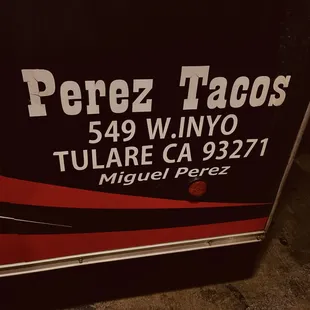 Perez Tacos
549 W.INYO
TULARE CA 93271
Miguel Perez